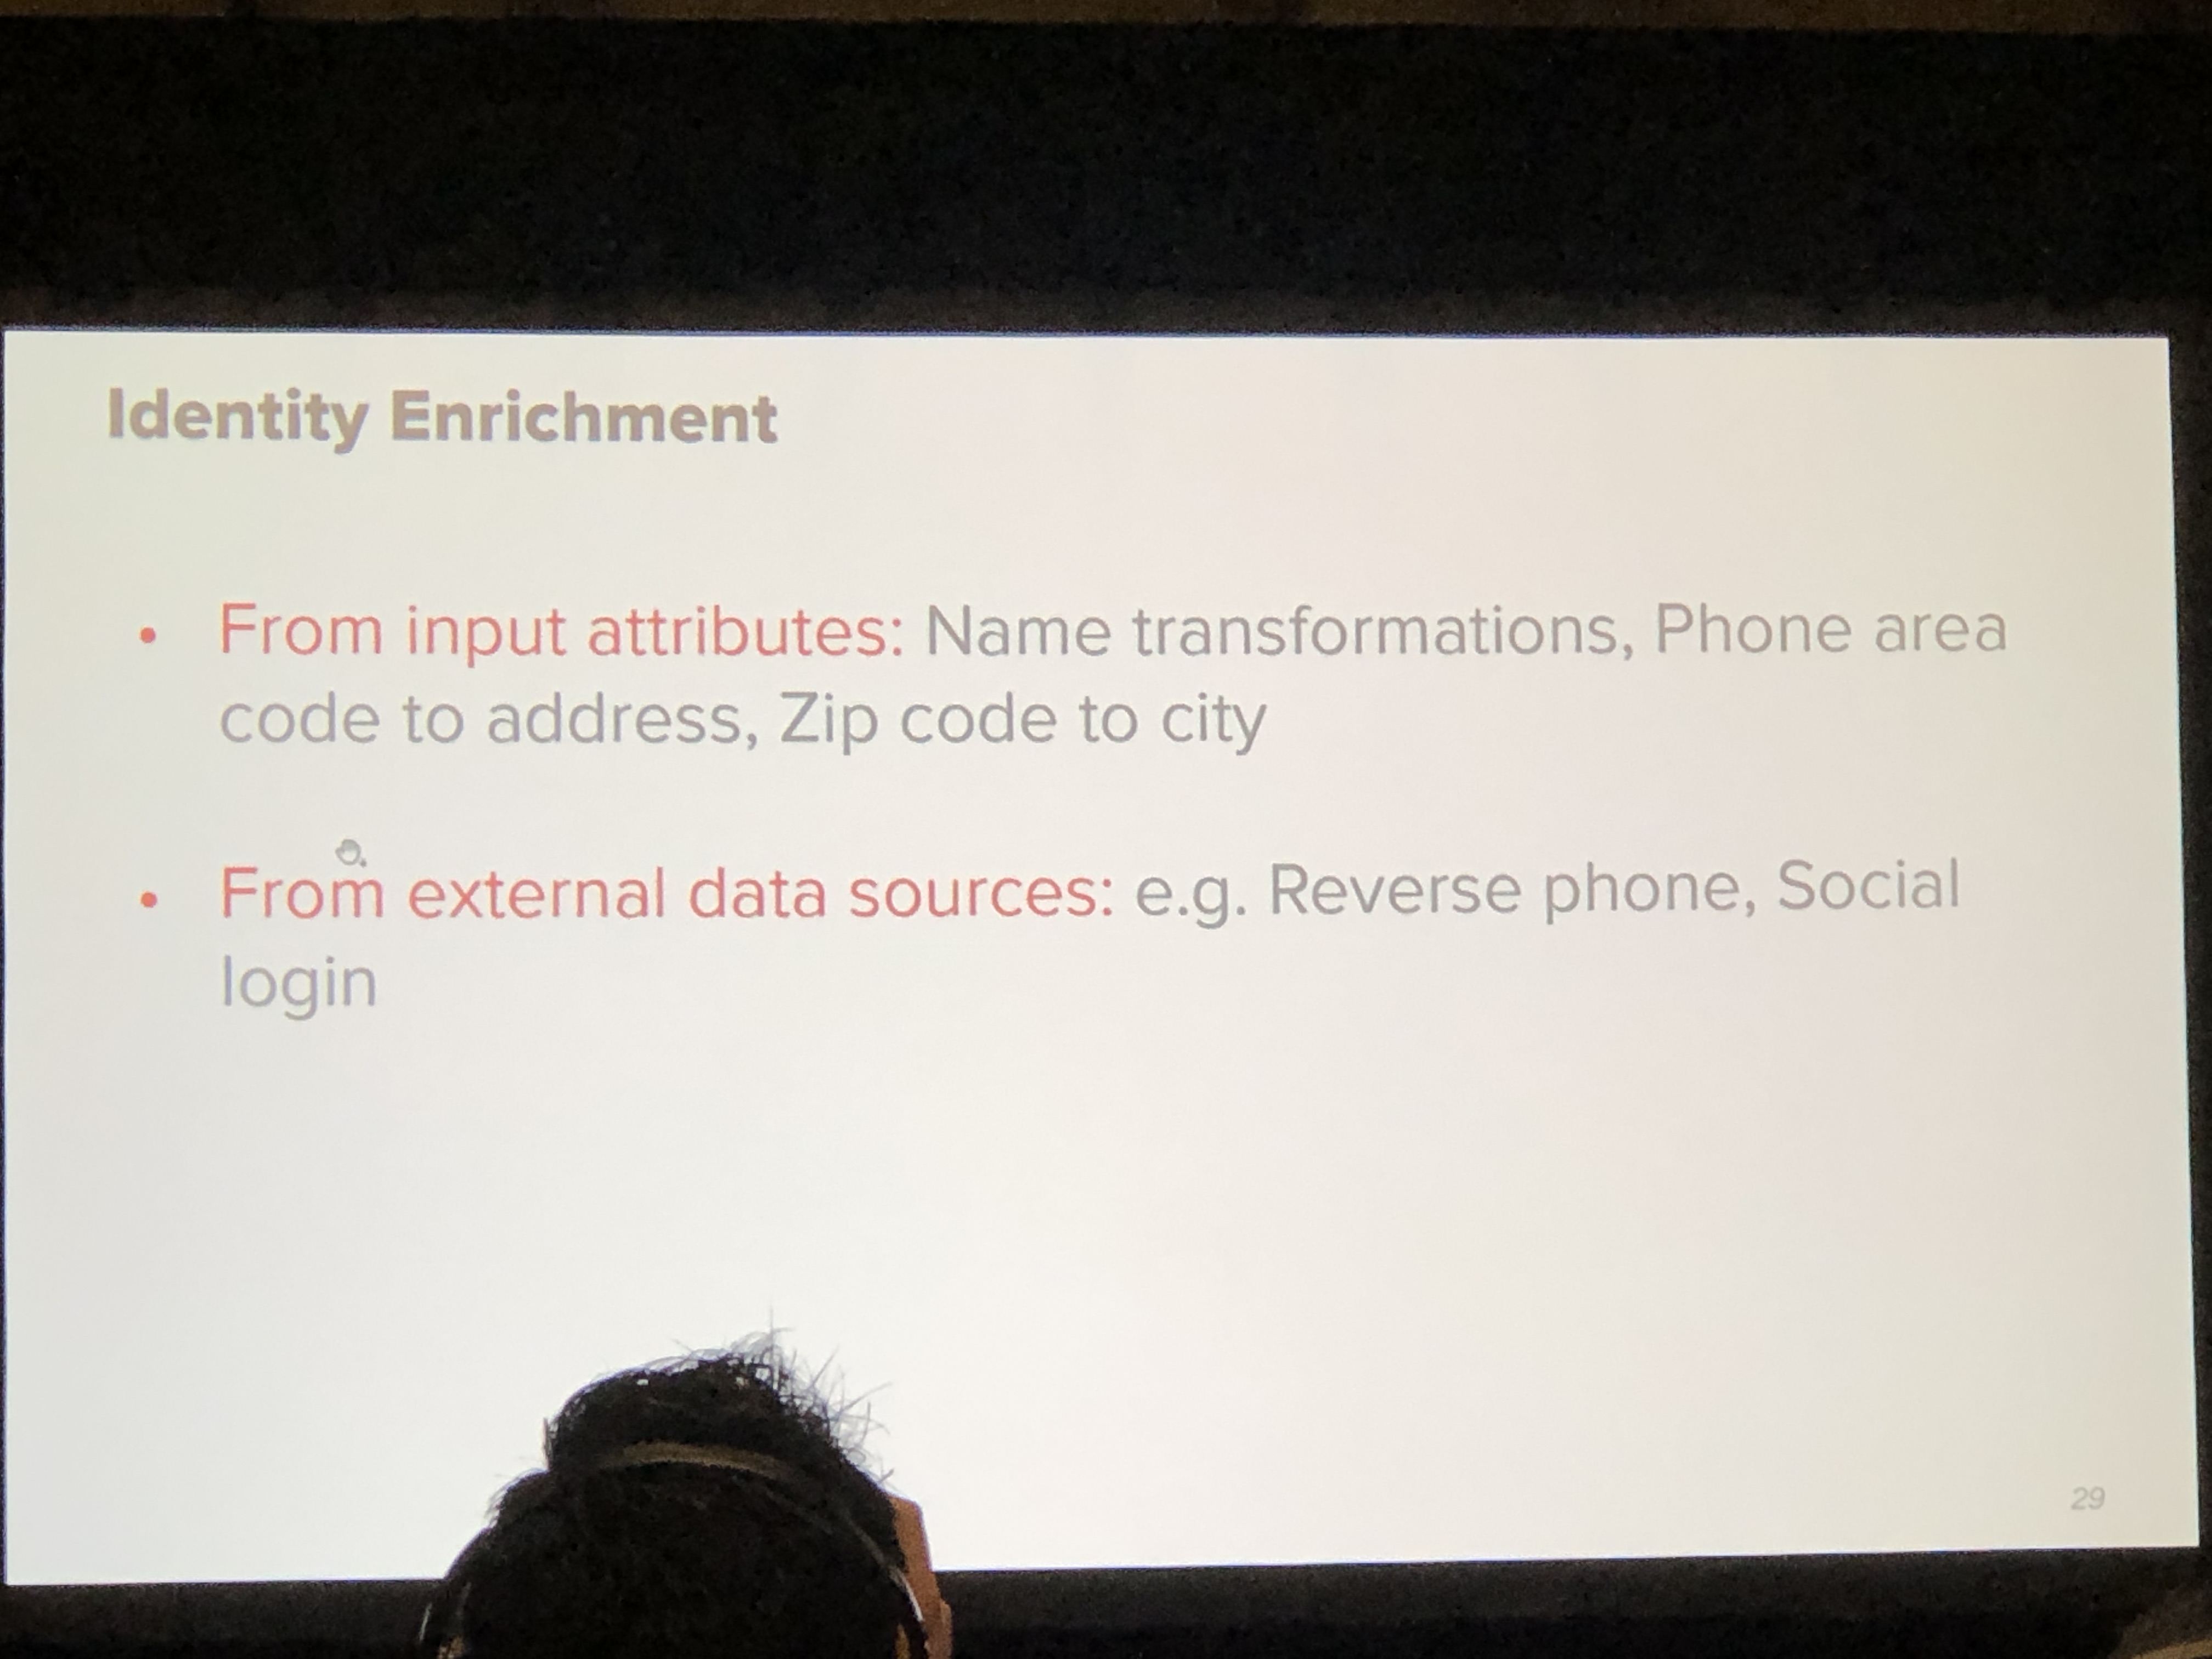 Identity Enrichment
• From input attributes: Name transformations, Phone area
code to address, Zip code to city
• From external data sources: e.g. Reverse phone, Social
login
29